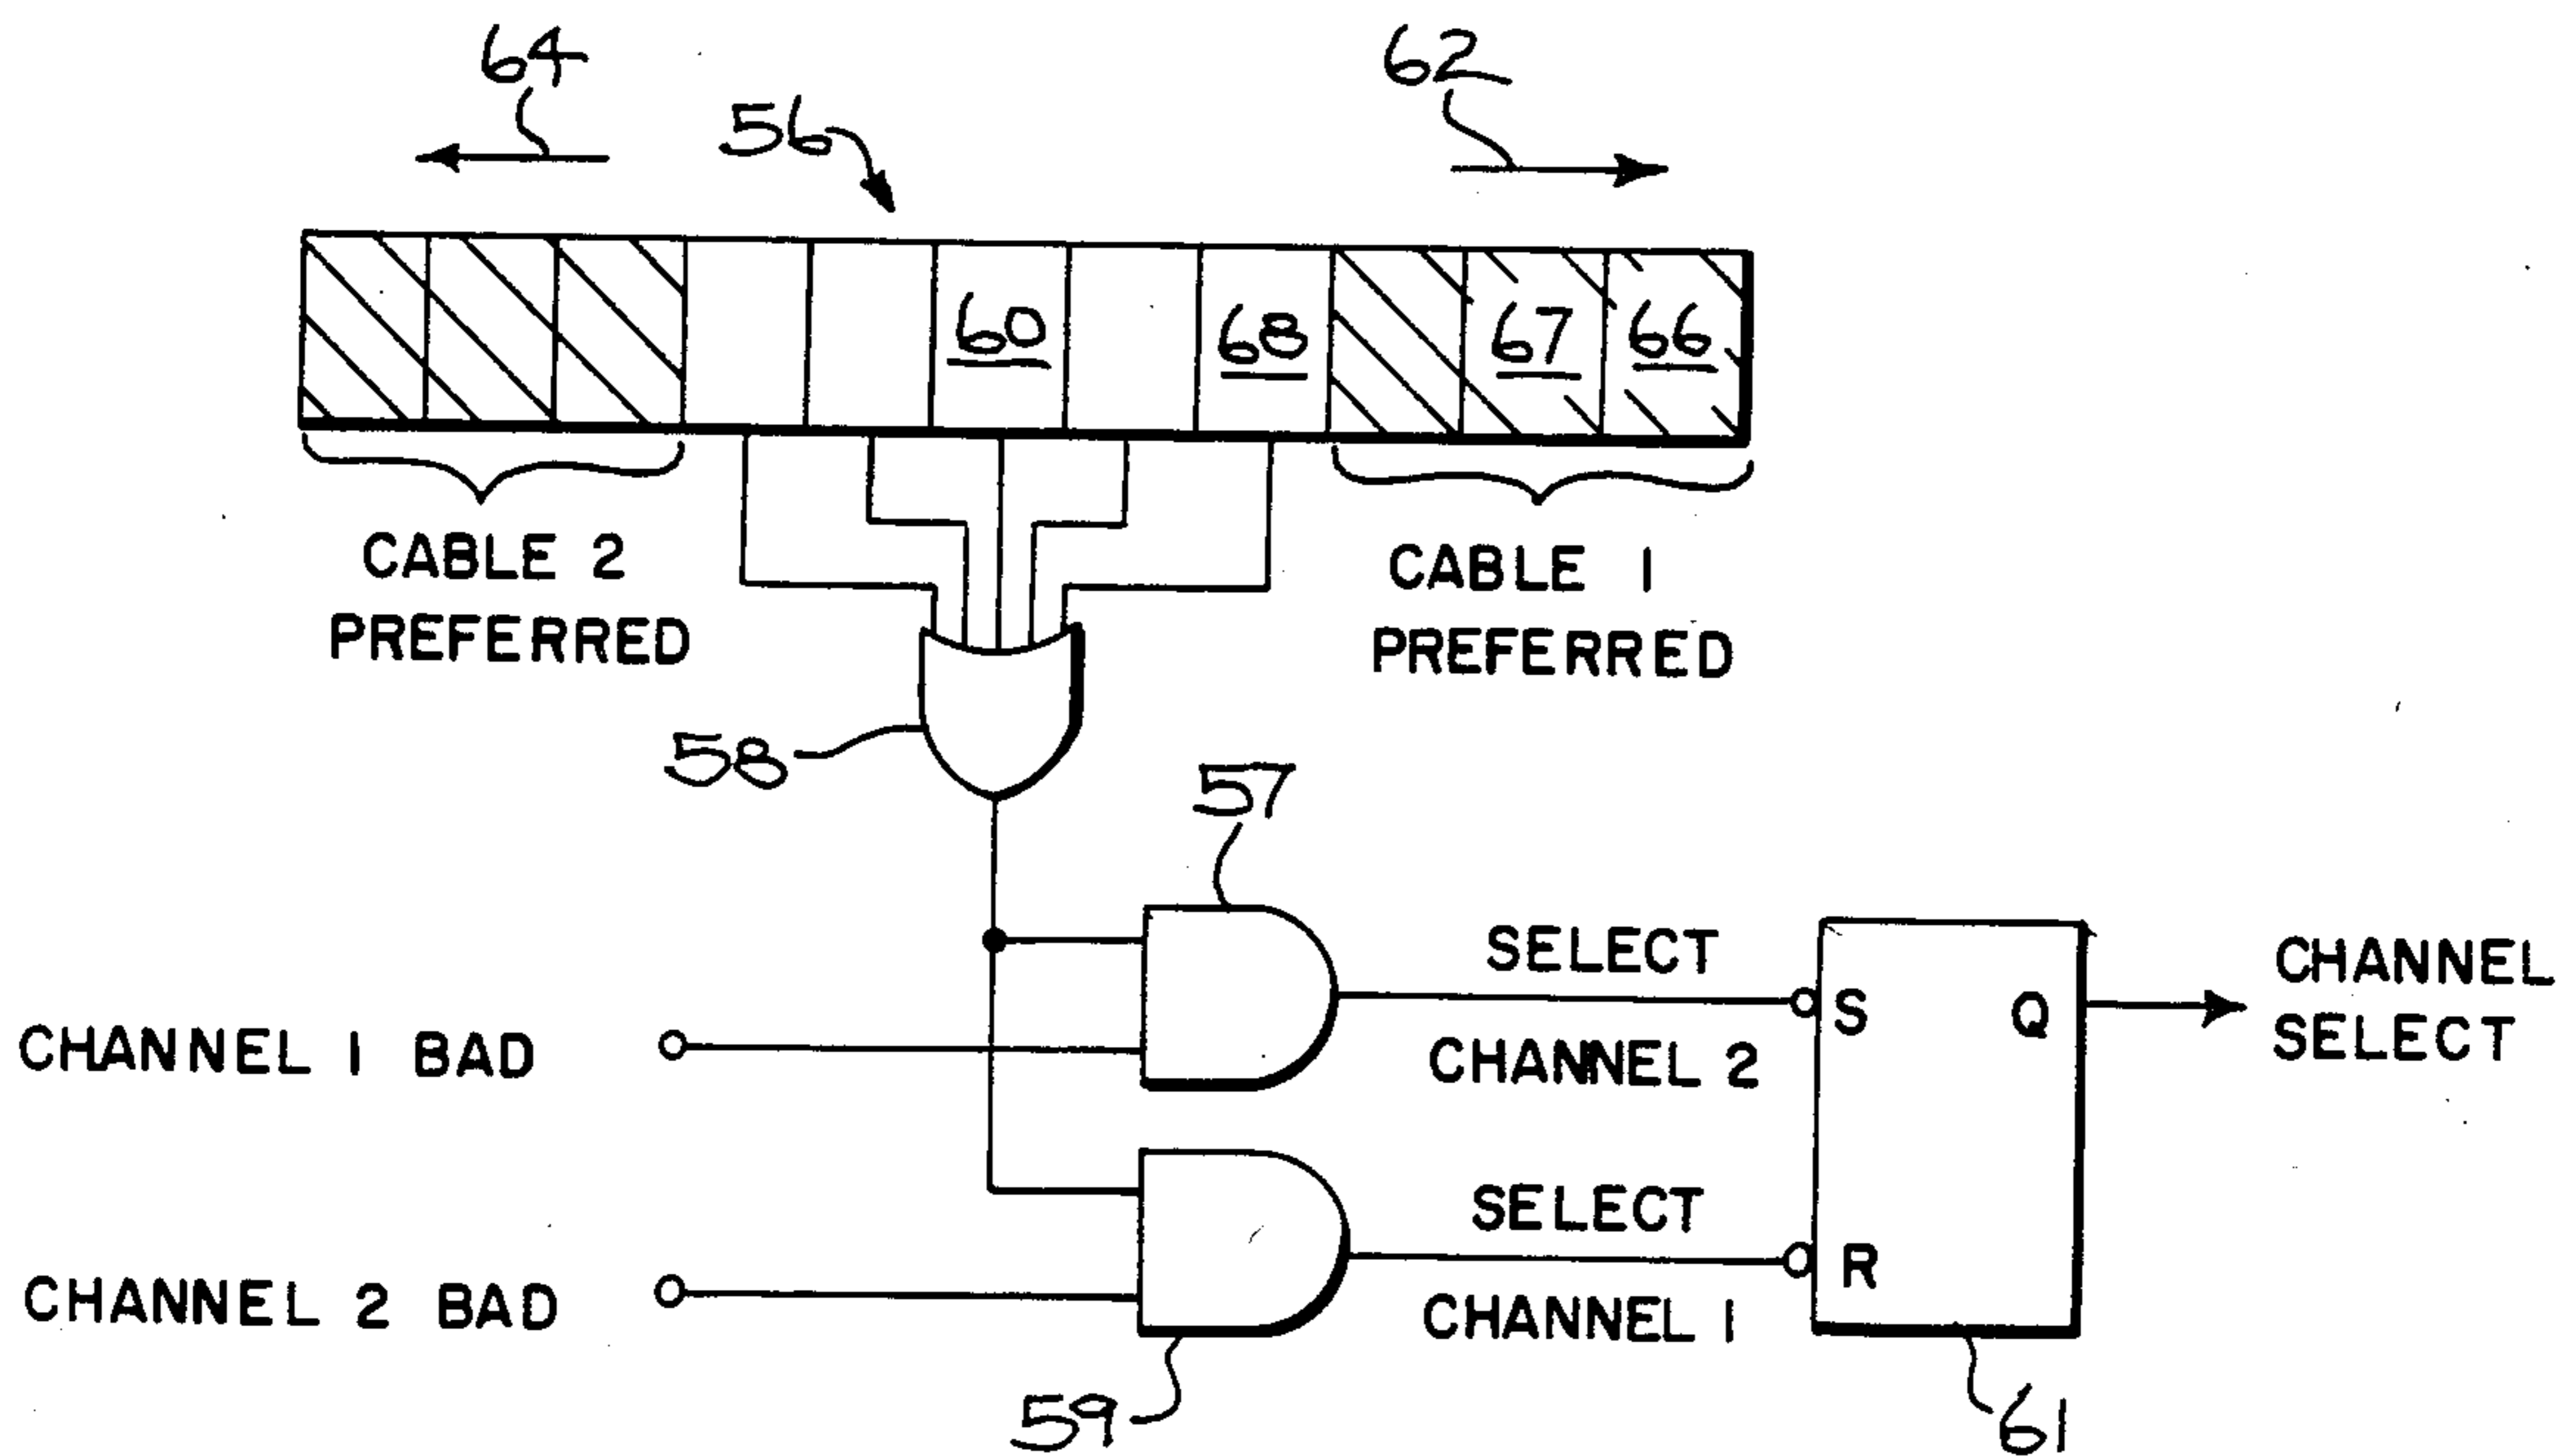 64
62
56
60
68
67
66
CABLE 2
PREFERRED
CABLE 1
PREFERRED
58
57
SELECT
CHANNEL 2
S
Q
CHANNEL
SELECT
CHANNEL 1 BAD
SELECT
CHANNEL 1
R
CHANNEL 2 BAD
59
61